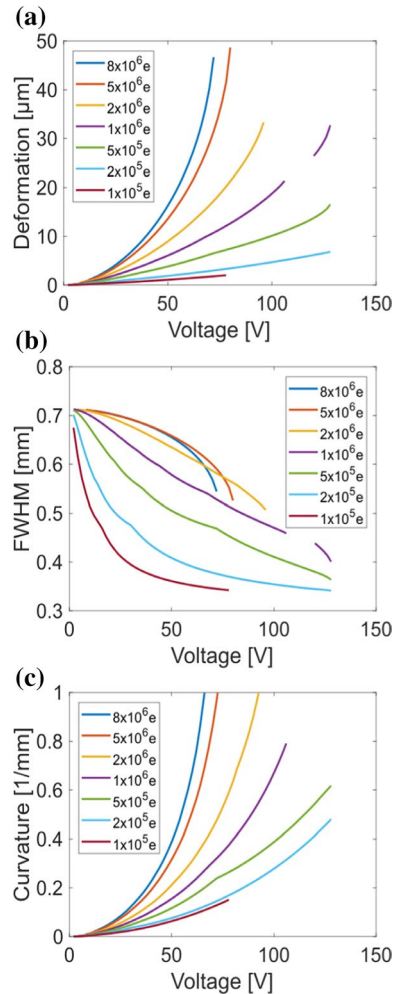 (a)
50
40
30
20
10
0
Deformation [µm]
8x10⁶e
5x10⁶e
2x10⁶e
1x10⁶e
5x10⁵e
2x10⁵e
1x10⁵e
0 50 100 150
Voltage [V]
(b)
0.8
0.7
0.6
0.5
0.4
0.3
FWHM [mm]
8x10⁶e
5x10⁶e
2x10⁶e
1x10⁶e
5x10⁵e
2x10⁵e
1x10⁵e
0 50 100 150
Voltage [V]
(c)
1
0.8
0.6
0.4
0.2
0
Curvature [1/mm]
8x10⁶e
5x10⁶e
2x10⁶e
1x10⁶e
5x10⁵e
2x10⁵e
1x10⁵e
0 50 100 150
Voltage [V]